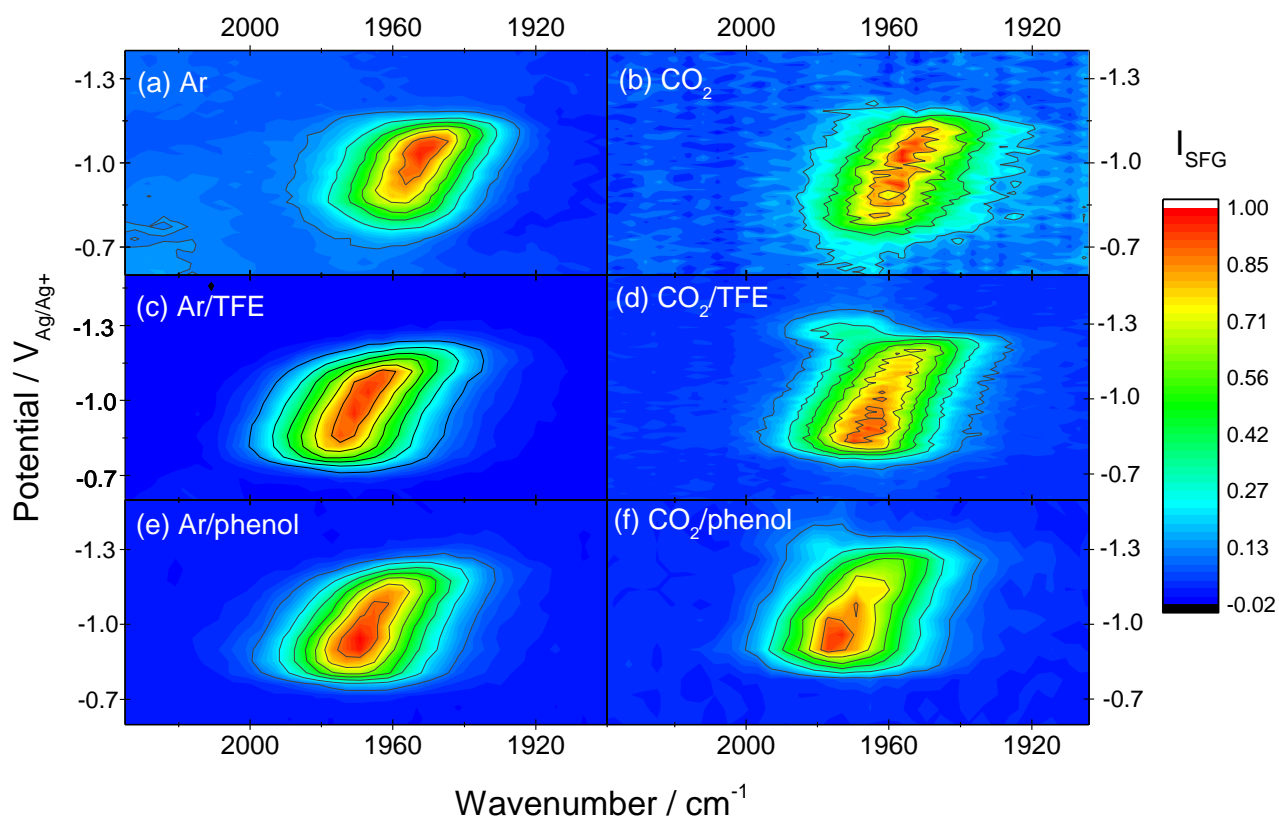 2000 1960 1920 2000 1960 1920
(a) Ar
(b) CO₂
-1.3
-1.0
-0.7
-1.3
-1.0
-0.7
(c) Ar/TFE
(d) CO₂/TFE
-1.3
-1.0
-0.7
-1.3
-1.0
-0.7
(e) Ar/phenol
(f) CO₂/phenol
-1.3
-1.0
-0.7
-1.3
-1.0
-0.7
2000 1960 1920 2000 1960 1920
Potential / V_Ag/Ag+
Wavenumber / cm⁻¹
I_SFG
1.00
0.85
0.71
0.56
0.42
0.27
0.13
-0.02